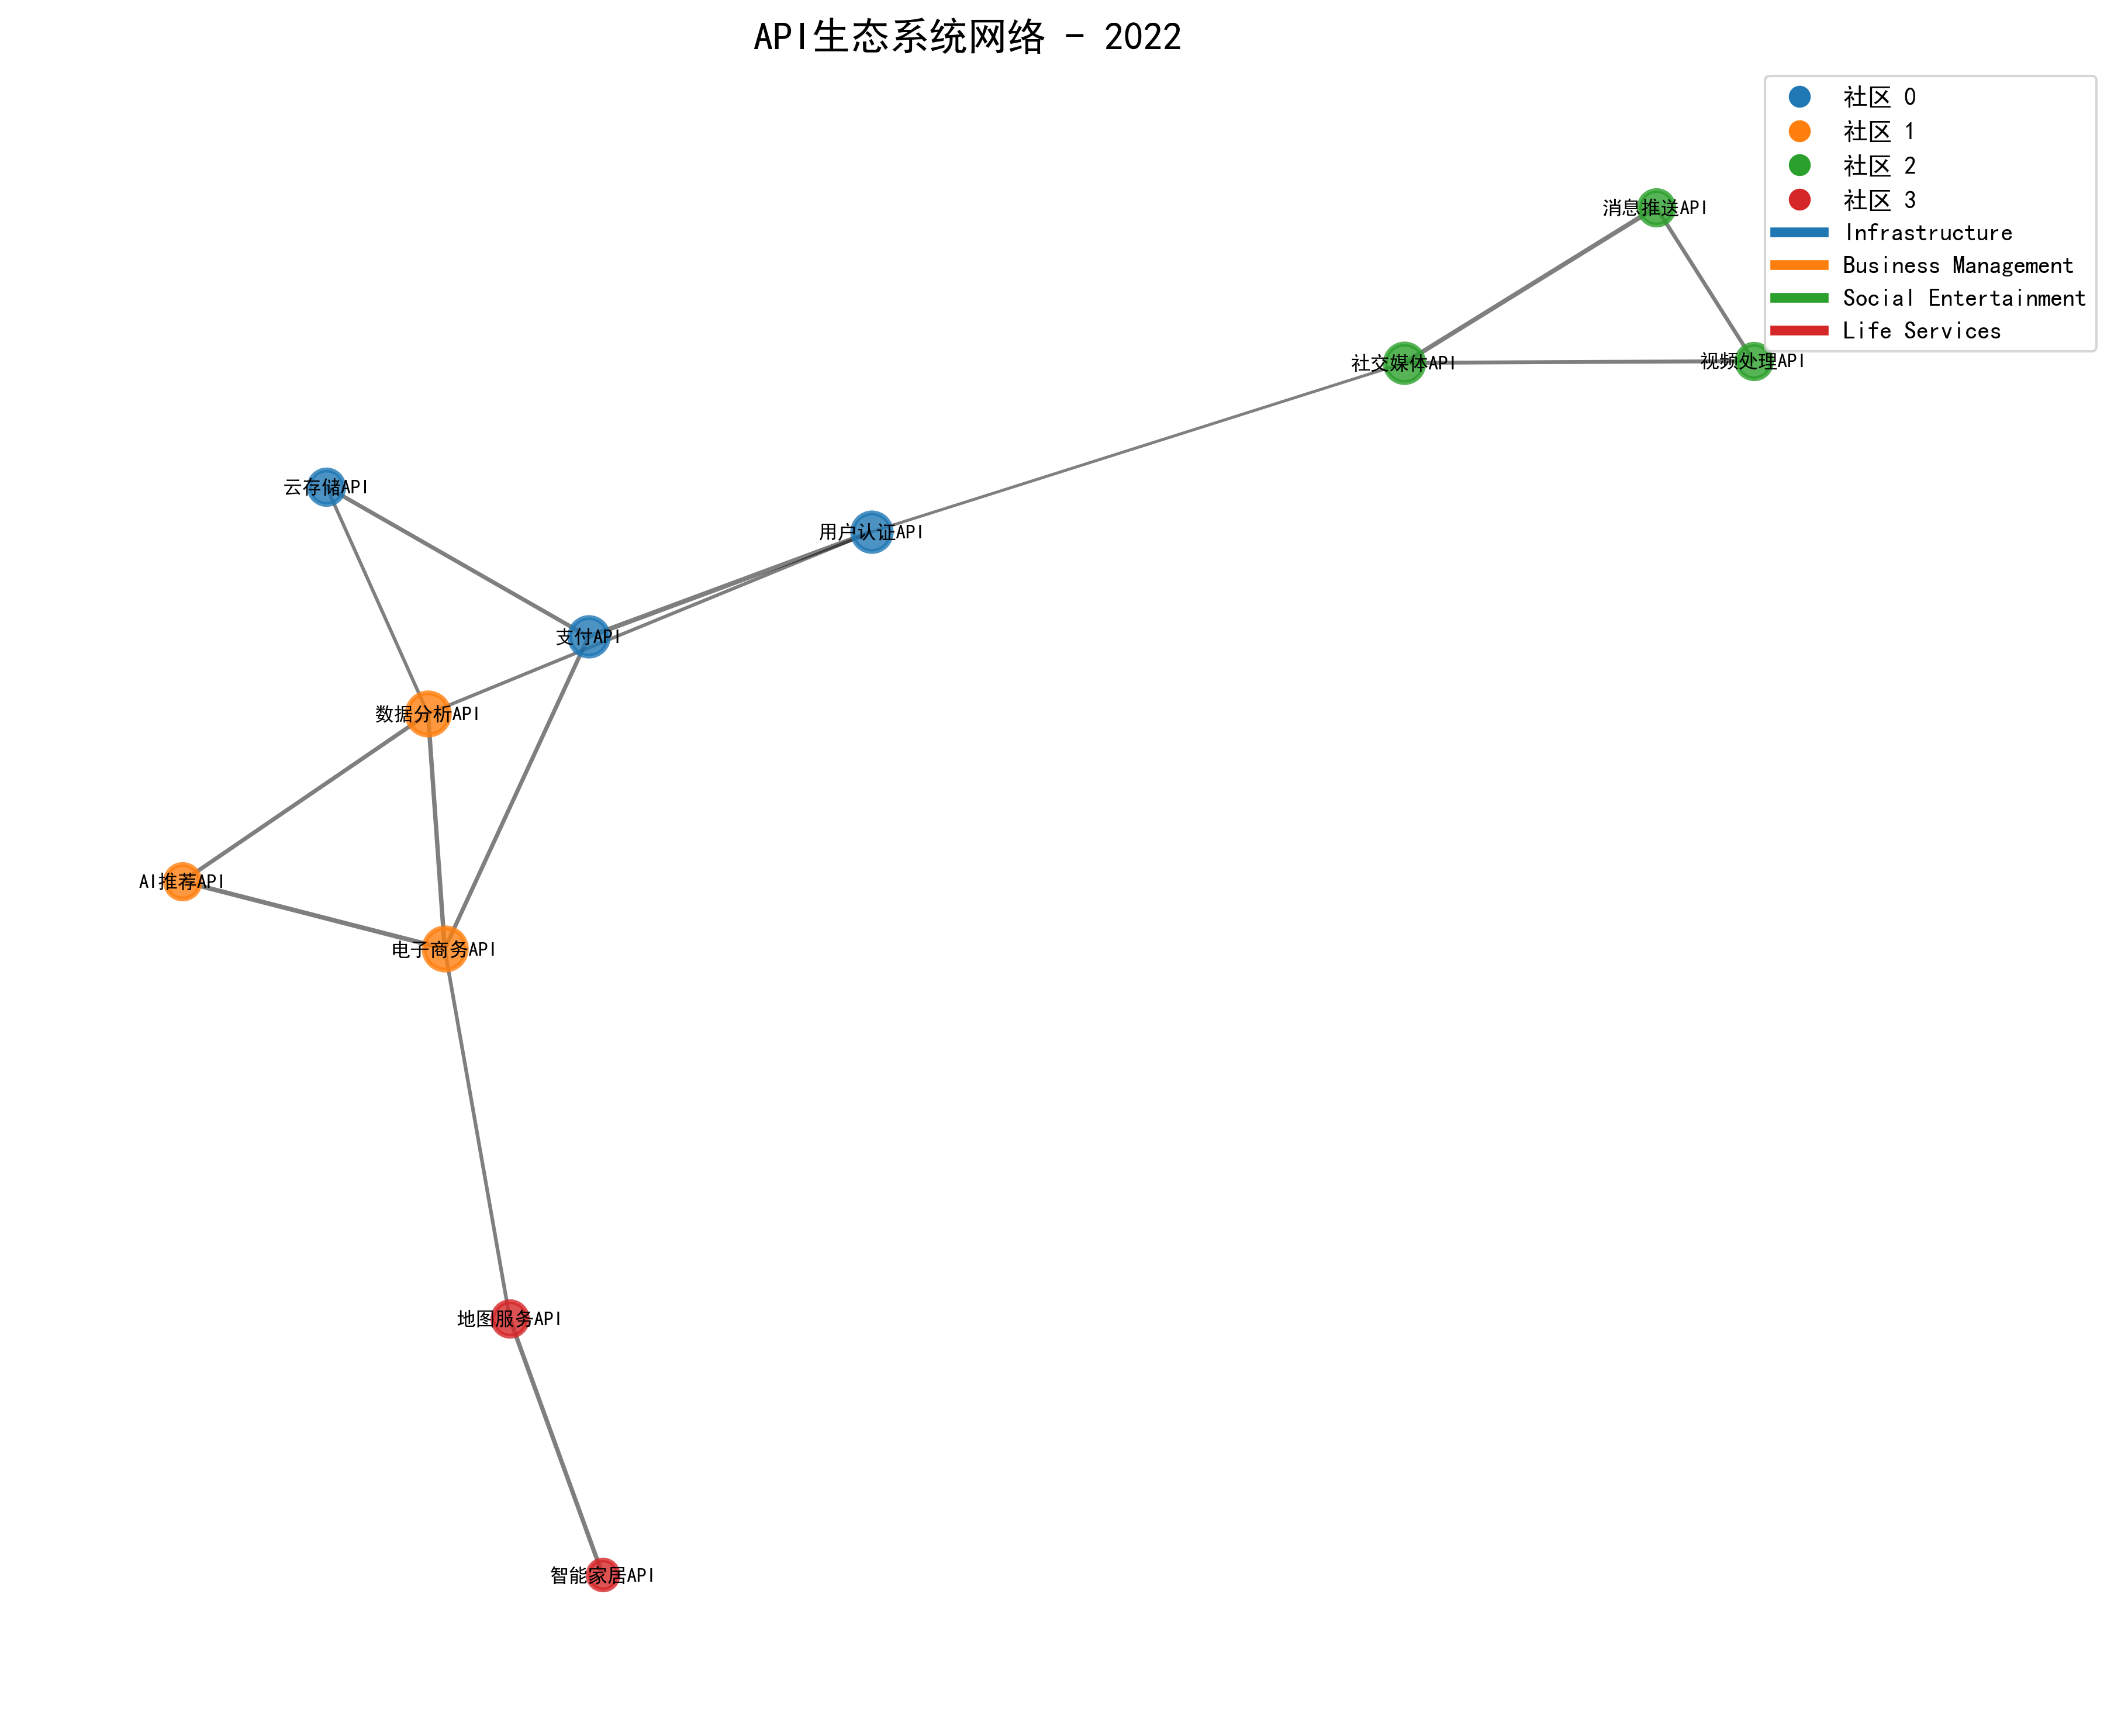 API生态系统网络 - 2022
社区 0
社区 1
社区 2
社区 3
Infrastructure
Business Management
Social Entertainment
Life Services
消息推送API
社交媒体API
视频处理API
云存储API
用户认证API
支付API
数据分析API
AI推荐API
电子商务API
地图服务API
智能家居API